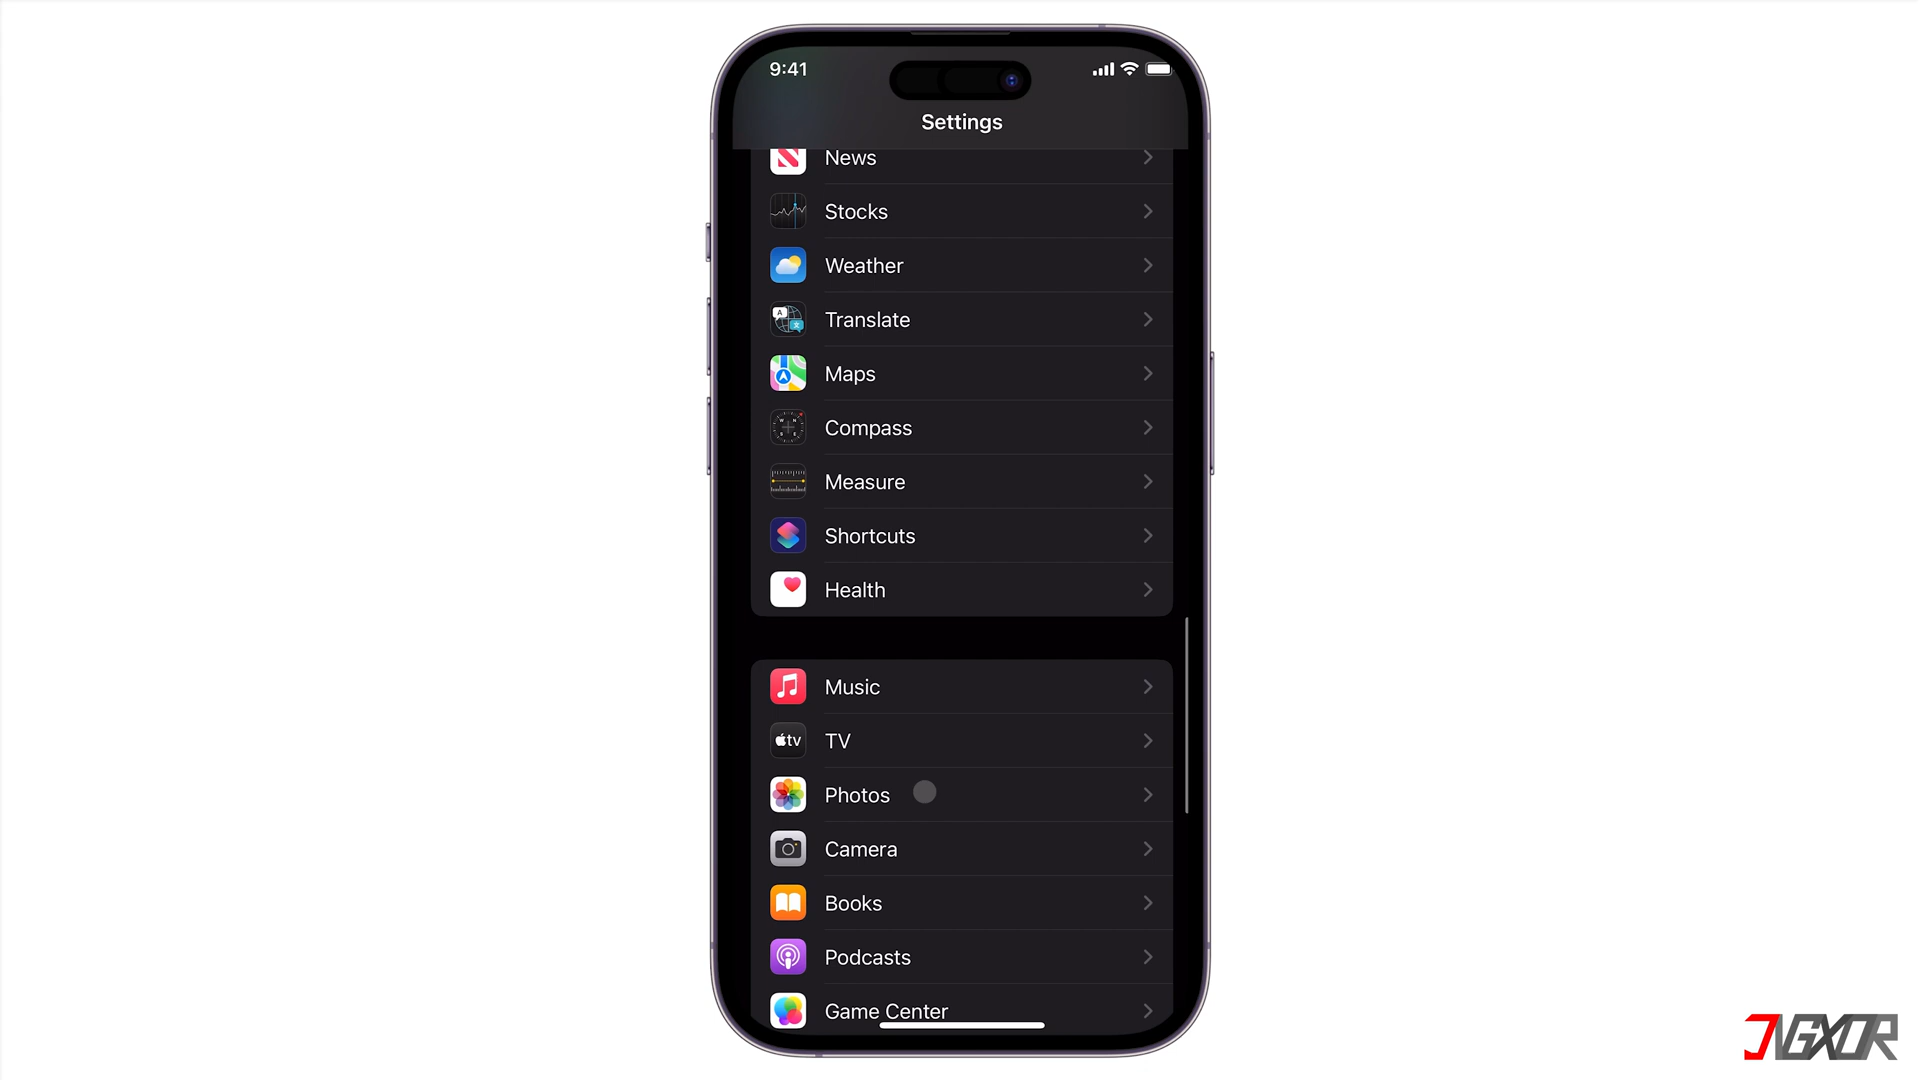 9:41
Settings
News
Stocks
Weather
Translate
Maps
Compass
Measure
Shortcuts
Health
Music
tv TV
Photos
Camera
Books
Podcasts
Game Center
JVGXOR